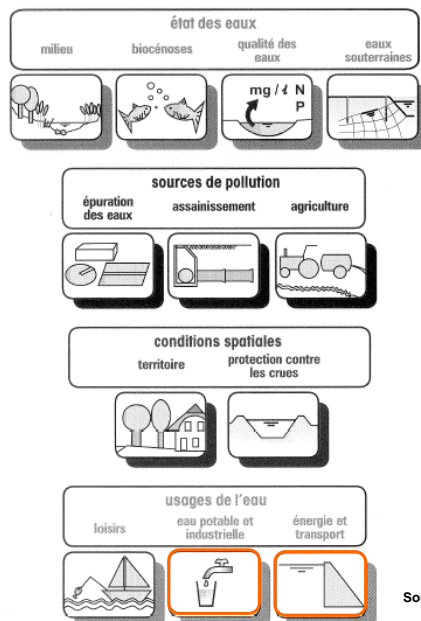 état des eaux
milieu biocénoses qualité des eaux eaux souterraines
mg / ℓ N
P
sources de pollution
épuration des eaux assainissement agriculture
conditions spatiales
territoire protection contre les crues
usages de l'eau
loisirs eau potable et industrielle énergie et transport